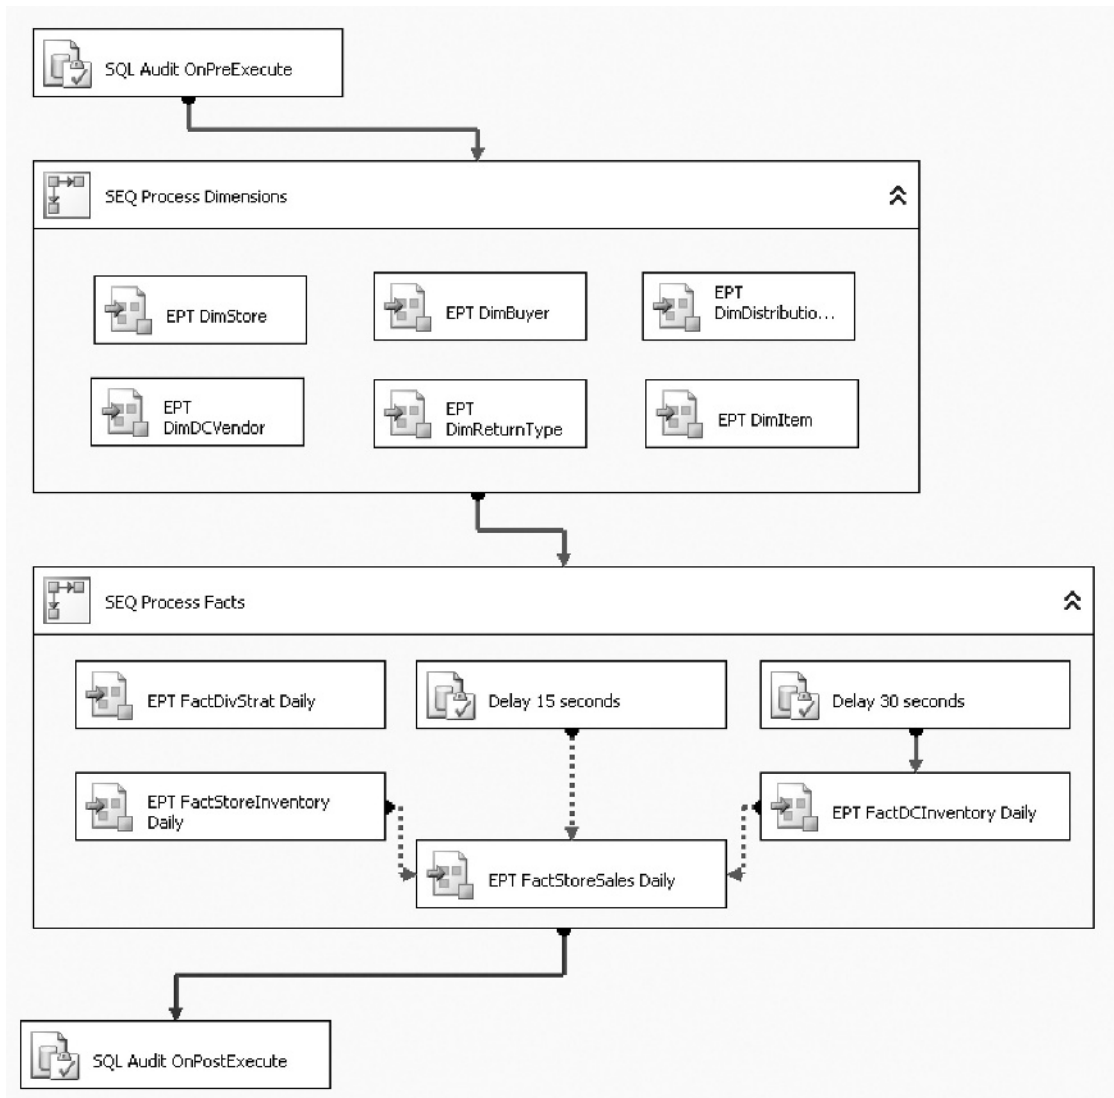 SQL Audit OnPreExecute
SEQ Process Dimensions
EPT DimStore
EPT DimBuyer
EPT
DimDistributio...
EPT
DimDCVendor
EPT
DimReturnType
EPT DimItem
SEQ Process Facts
EPT FactDivStrat Daily
Delay 15 seconds
Delay 30 seconds
EPT FactStoreInventory
Daily
EPT FactDCInventory Daily
EPT FactStoreSales Daily
SQL Audit OnPostExecute